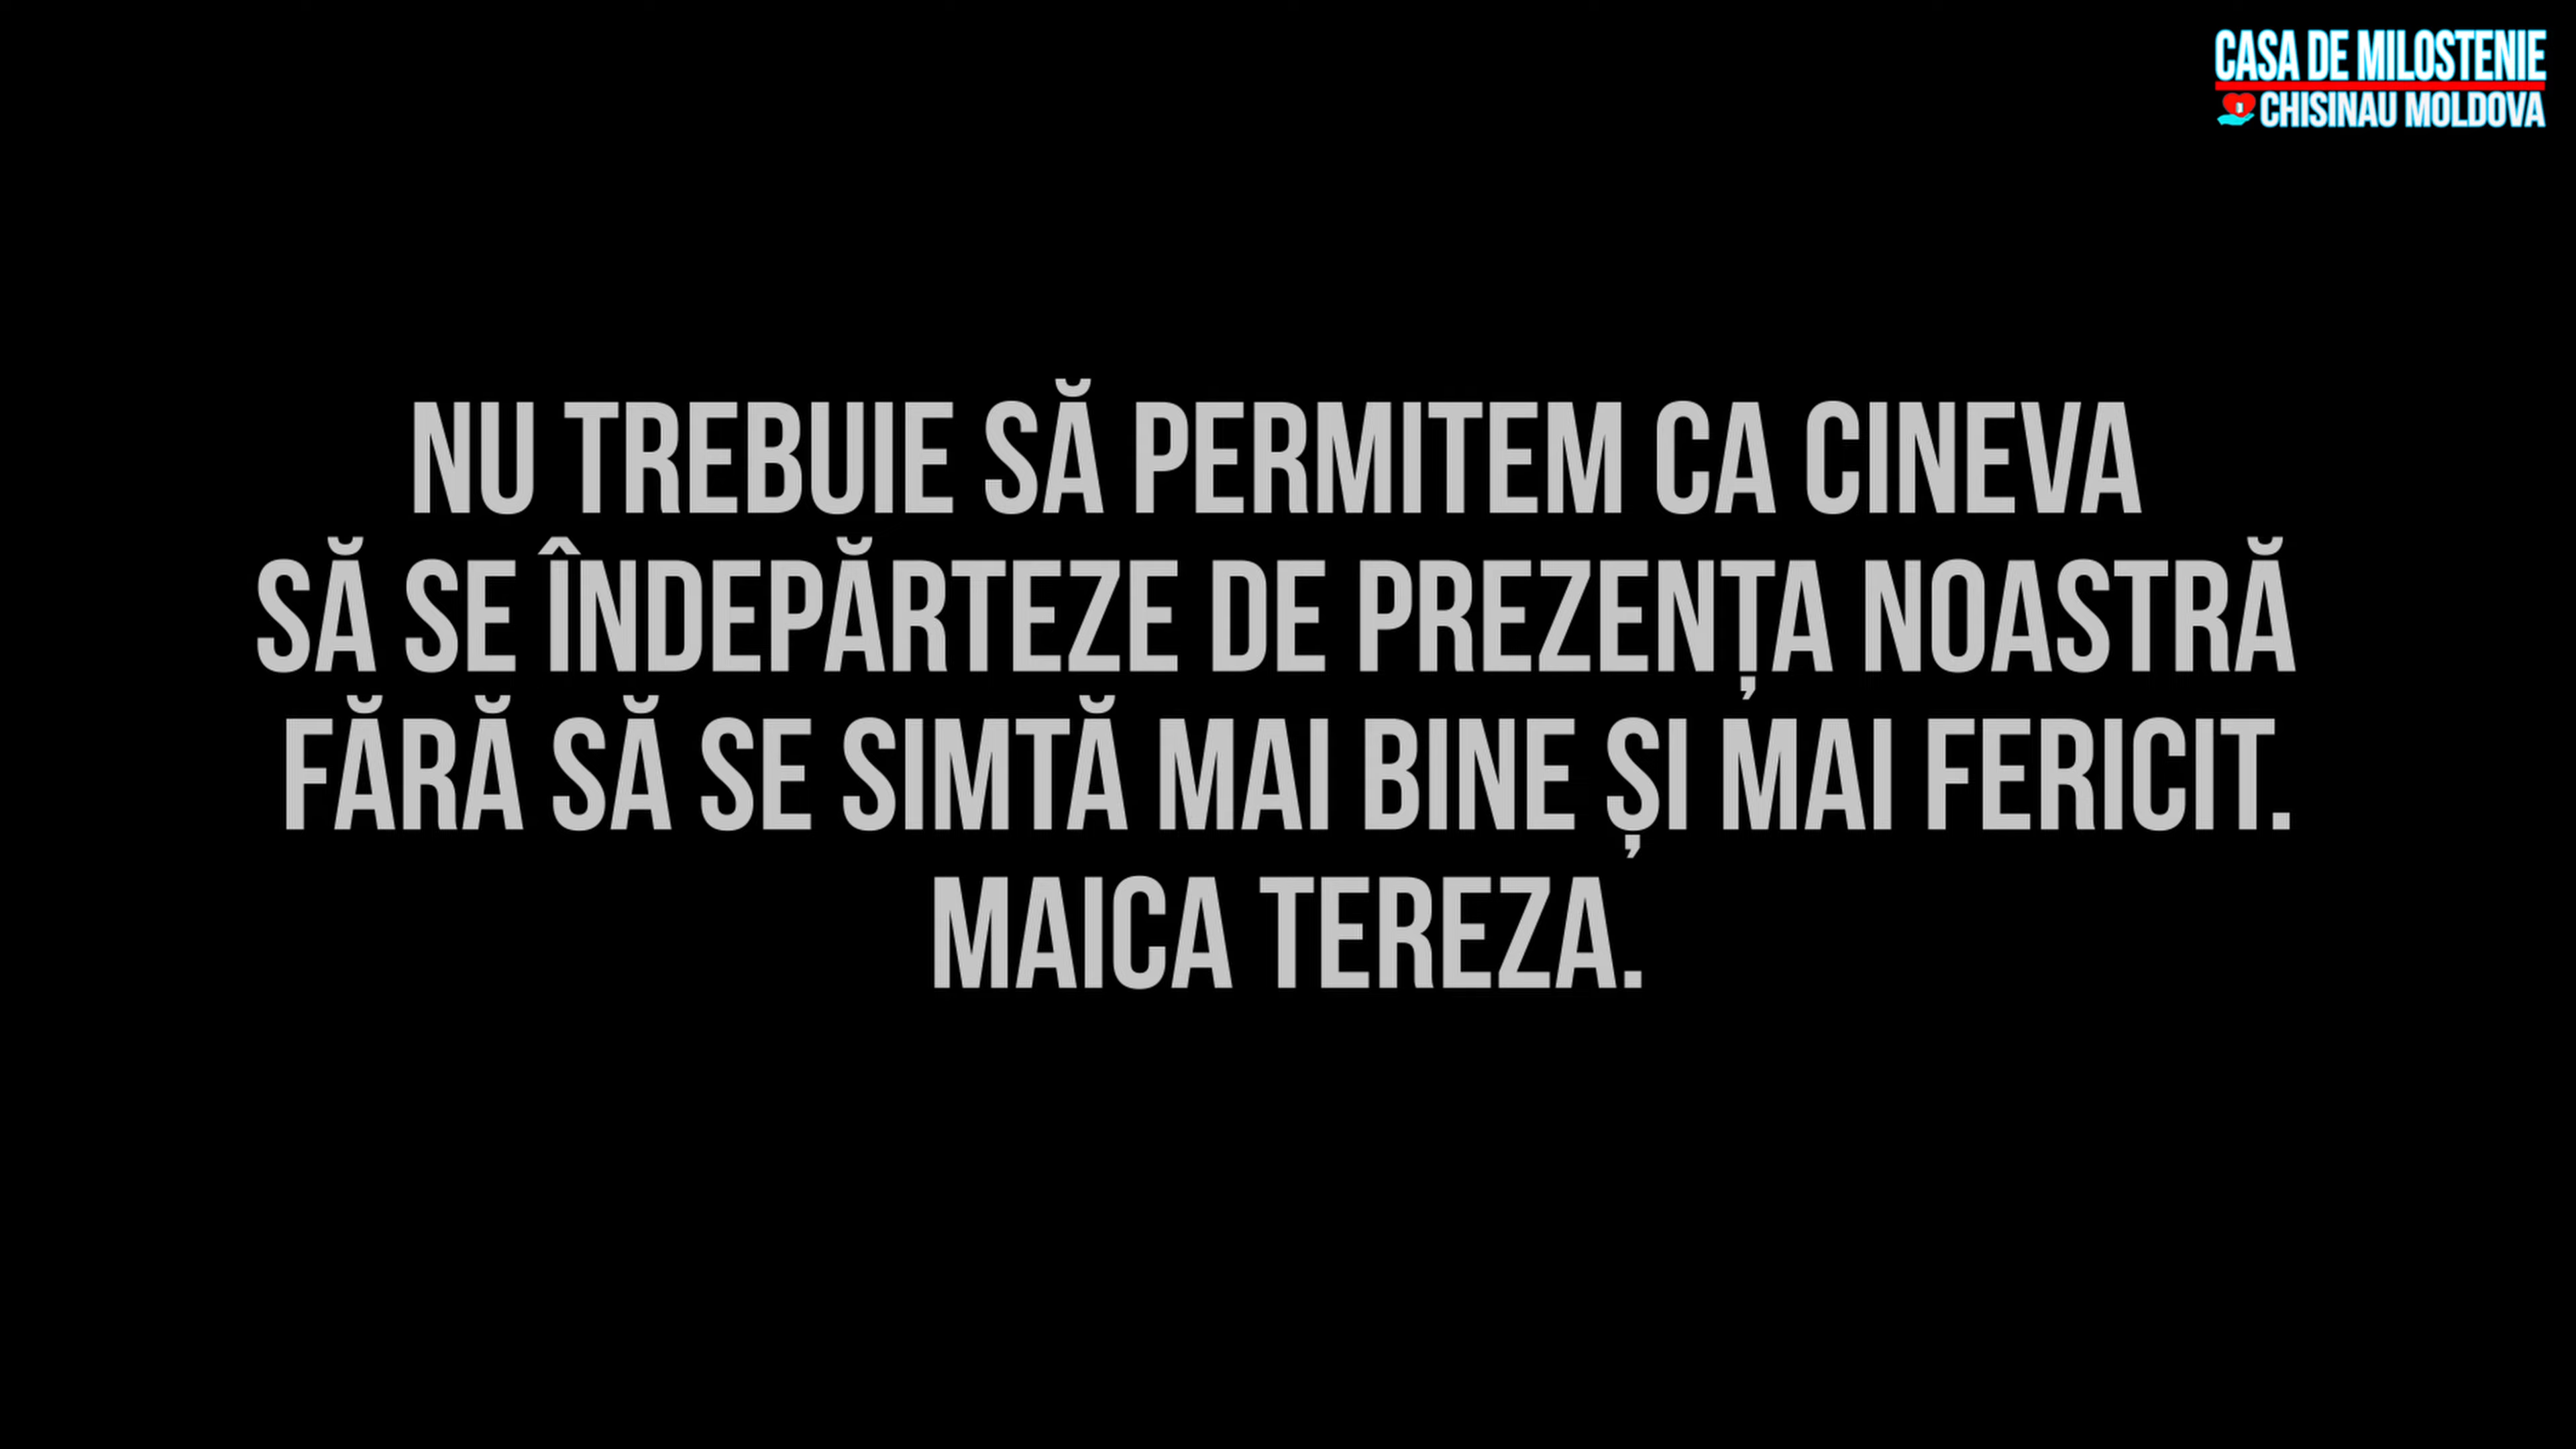 CASA DE MILOSTENIE
CHISINAU MOLDOVA
NU TREBUIE SĂ PERMITEM CA CINEVA
SĂ SE ÎNDEPĂRTEZE DE PREZENȚA NOASTRĂ
FĂRĂ SĂ SE SIMTĂ MAI BINE ȘI MAI FERICIT.
MAICA TEREZA.